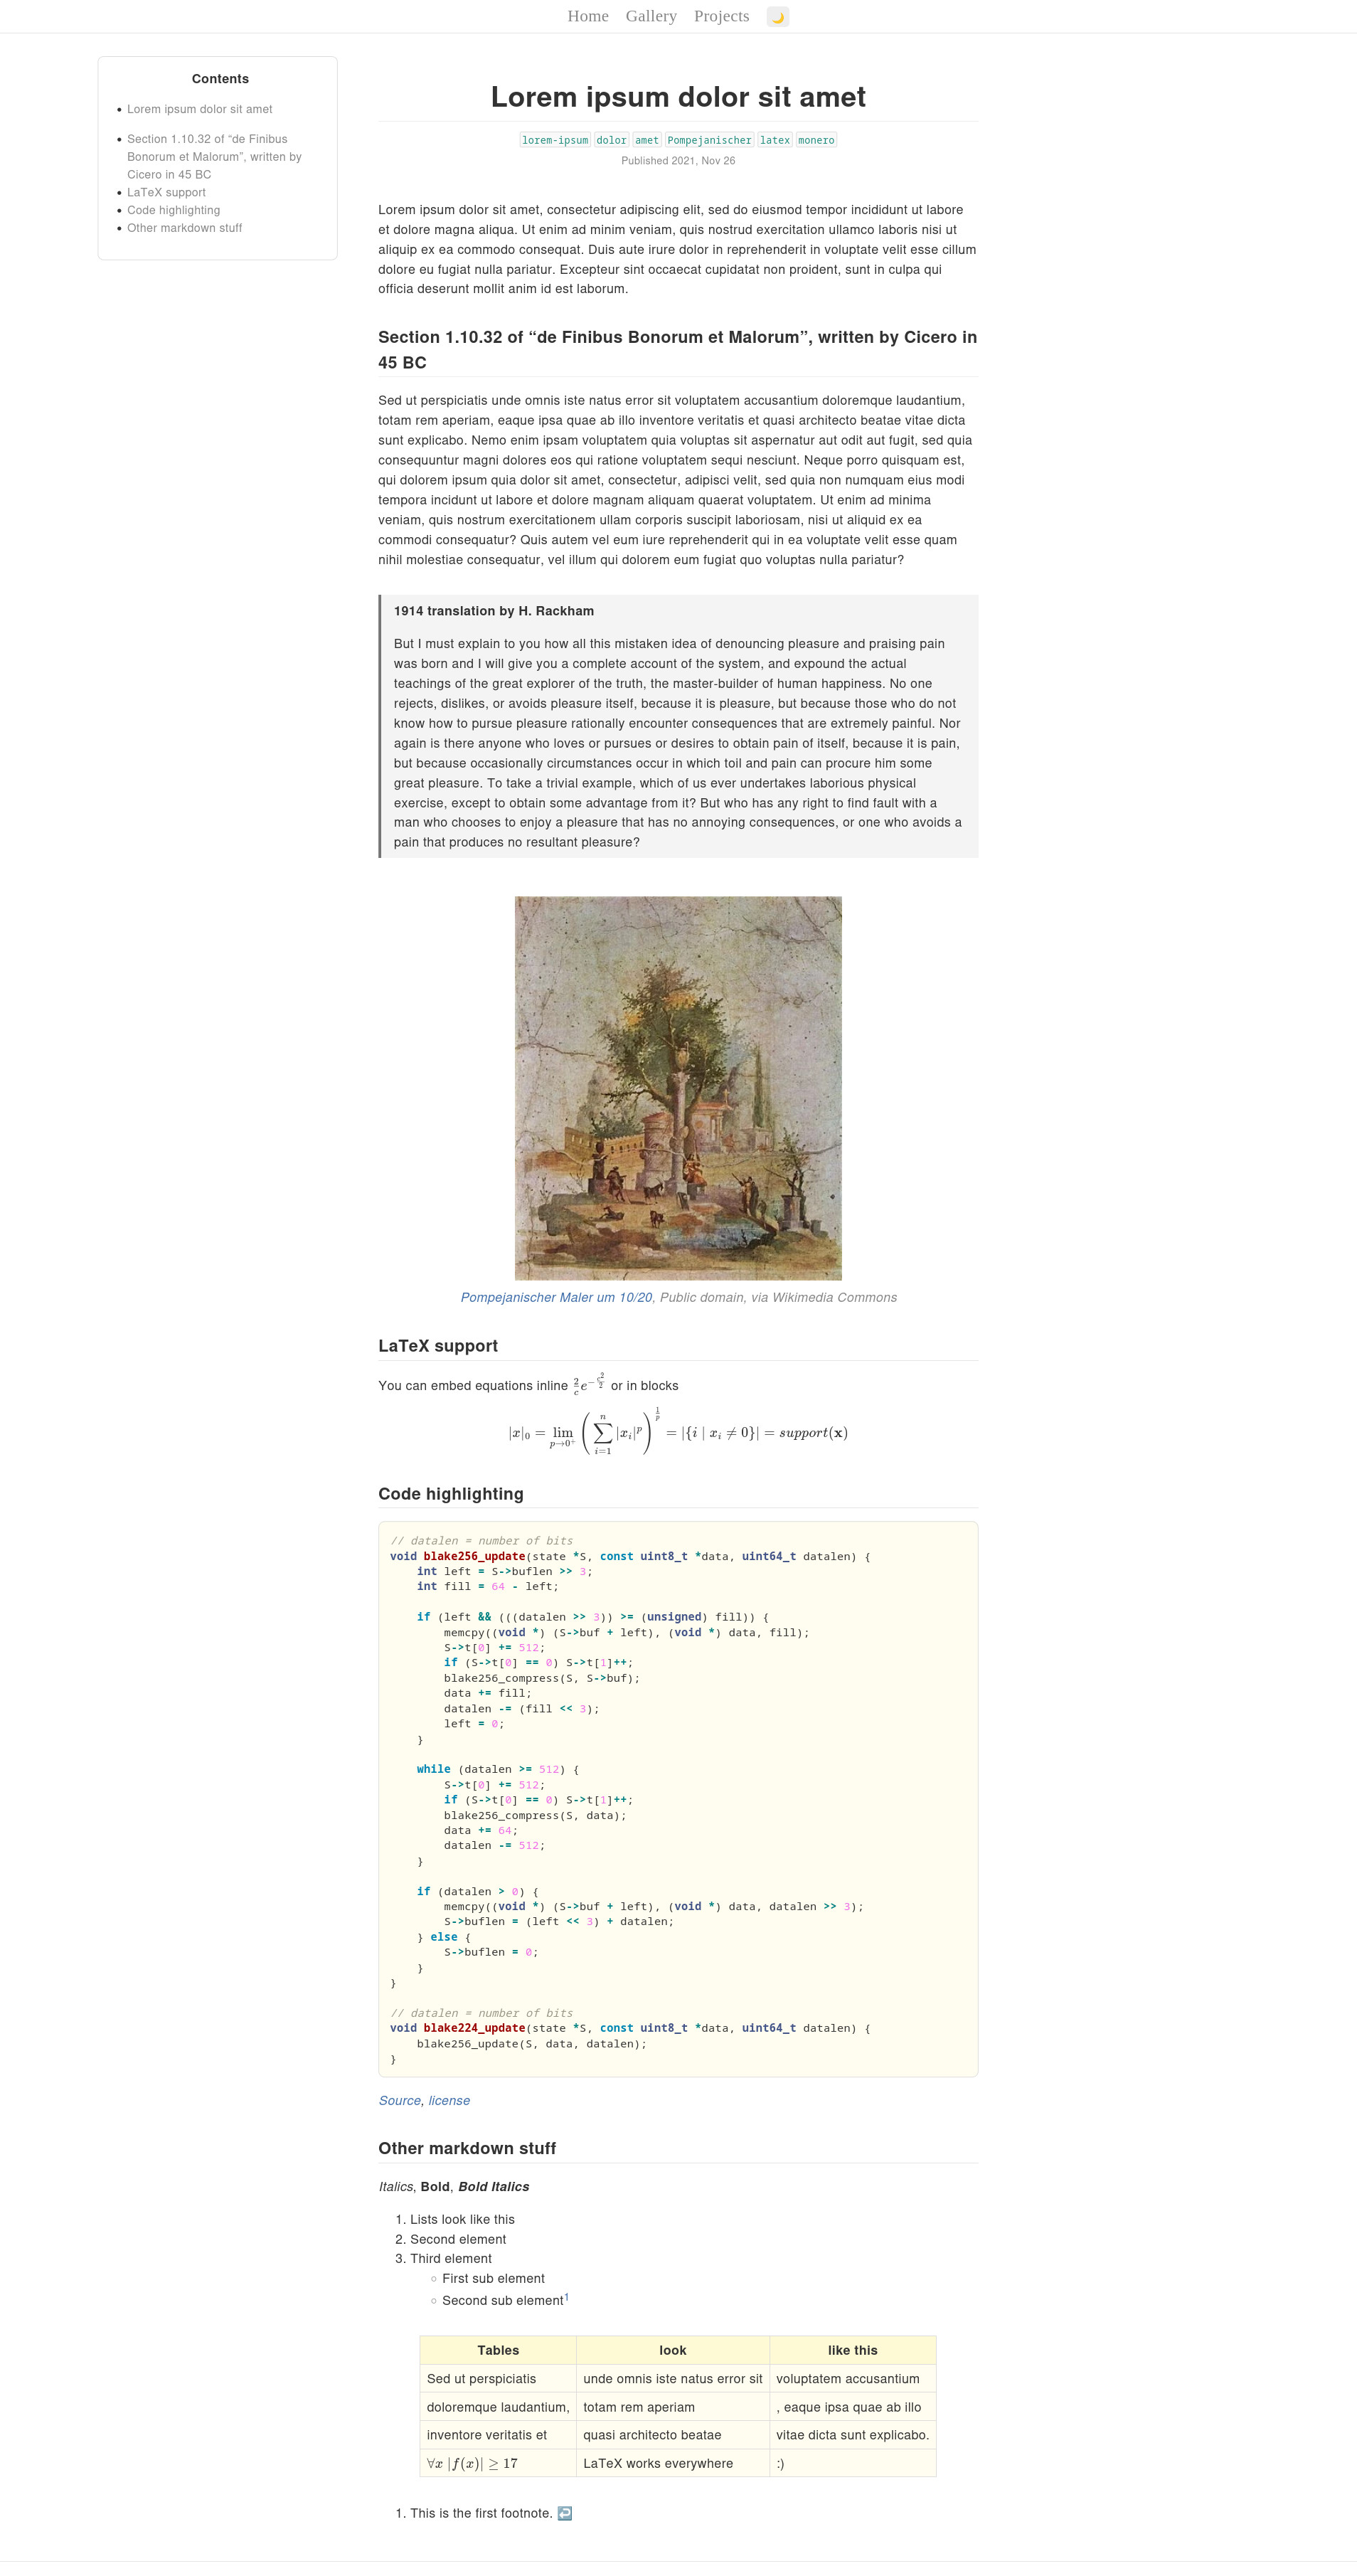 Home Gallery Projects 🌙
Contents
• Lorem ipsum dolor sit amet
• Section 1.10.32 of “de Finibus
Bonorum et Malorum”, written by
Cicero in 45 BC
• LaTeX support
• Code highlighting
• Other markdown stuff
Lorem ipsum dolor sit amet
lorem-ipsum dolor amet Pompejanischer latex monero
Published 2021, Nov 26
Lorem ipsum dolor sit amet, consectetur adipiscing elit, sed do eiusmod tempor incididunt ut labore
et dolore magna aliqua. Ut enim ad minim veniam, quis nostrud exercitation ullamco laboris nisi ut
aliquip ex ea commodo consequat. Duis aute irure dolor in reprehenderit in voluptate velit esse cillum
dolore eu fugiat nulla pariatur. Excepteur sint occaecat cupidatat non proident, sunt in culpa qui
officia deserunt mollit anim id est laborum.
Section 1.10.32 of “de Finibus Bonorum et Malorum”, written by Cicero in
45 BC
Sed ut perspiciatis unde omnis iste natus error sit voluptatem accusantium doloremque laudantium,
totam rem aperiam, eaque ipsa quae ab illo inventore veritatis et quasi architecto beatae vitae dicta
sunt explicabo. Nemo enim ipsam voluptatem quia voluptas sit aspernatur aut odit aut fugit, sed quia
consequuntur magni dolores eos qui ratione voluptatem sequi nesciunt. Neque porro quisquam est,
qui dolorem ipsum quia dolor sit amet, consectetur, adipisci velit, sed quia non numquam eius modi
tempora incidunt ut labore et dolore magnam aliquam quaerat voluptatem. Ut enim ad minima
veniam, quis nostrum exercitationem ullam corporis suscipit laboriosam, nisi ut aliquid ex ea
commodi consequatur? Quis autem vel eum iure reprehenderit qui in ea voluptate velit esse quam
nihil molestiae consequatur, vel illum qui dolorem eum fugiat quo voluptas nulla pariatur?
1914 translation by H. Rackham
But I must explain to you how all this mistaken idea of denouncing pleasure and praising pain
was born and I will give you a complete account of the system, and expound the actual
teachings of the great explorer of the truth, the master-builder of human happiness. No one
rejects, dislikes, or avoids pleasure itself, because it is pleasure, but because those who do not
know how to pursue pleasure rationally encounter consequences that are extremely painful. Nor
again is there anyone who loves or pursues or desires to obtain pain of itself, because it is pain,
but because occasionally circumstances occur in which toil and pain can procure him some
great pleasure. To take a trivial example, which of us ever undertakes laborious physical
exercise, except to obtain some advantage from it? But who has any right to find fault with a
man who chooses to enjoy a pleasure that has no annoying consequences, or one who avoids a
pain that produces no resultant pleasure?
Pompejanischer Maler um 10/20, Public domain, via Wikimedia Commons
LaTeX support
You can embed equations inline \frac{2}{c}e^{-\frac{c^2}{2}} or in blocks
|x|_0 = \lim_{p→0^+} (\sum_{i=1}^{n} |x_i|^p)^{\frac{1}{p}} = |{i | x_i ≠ 0}| = support(x)
Code highlighting
// datalen = number of bits
void blake256_update(state *S, const uint8_t *data, uint64_t datalen) {
    int left = S->buflen >> 3;
    int fill = 64 - left;

    if (left && (((datalen >> 3)) >= (unsigned) fill)) {
        memcpy((void *) (S->buf + left), (void *) data, fill);
        S->t[0] += 512;
        if (S->t[0] == 0) S->t[1]++;
        blake256_compress(S, S->buf);
        data += fill;
        datalen -= (fill << 3);
        left = 0;
    }

    while (datalen >= 512) {
        S->t[0] += 512;
        if (S->t[0] == 0) S->t[1]++;
        blake256_compress(S, data);
        data += 64;
        datalen -= 512;
    }

    if (datalen > 0) {
        memcpy((void *) (S->buf + left), (void *) data, datalen >> 3);
        S->buflen = (left << 3) + datalen;
    } else {
        S->buflen = 0;
    }
}

// datalen = number of bits
void blake224_update(state *S, const uint8_t *data, uint64_t datalen) {
    blake256_update(S, data, datalen);
}
Source, license
Other markdown stuff
Italics, Bold, Bold Italics
1. Lists look like this
2. Second element
3. Third element
○ First sub element
○ Second sub element1
Tables look like this
Sed ut perspiciatis unde omnis iste natus error sit voluptatem accusantium
doloremque laudantium, totam rem aperiam , eaque ipsa quae ab illo
inventore veritatis et quasi architecto beatae vitae dicta sunt explicabo.
∀x |f(x)| ≥ 17 LaTeX works everywhere :)
1. This is the first footnote. ↩️